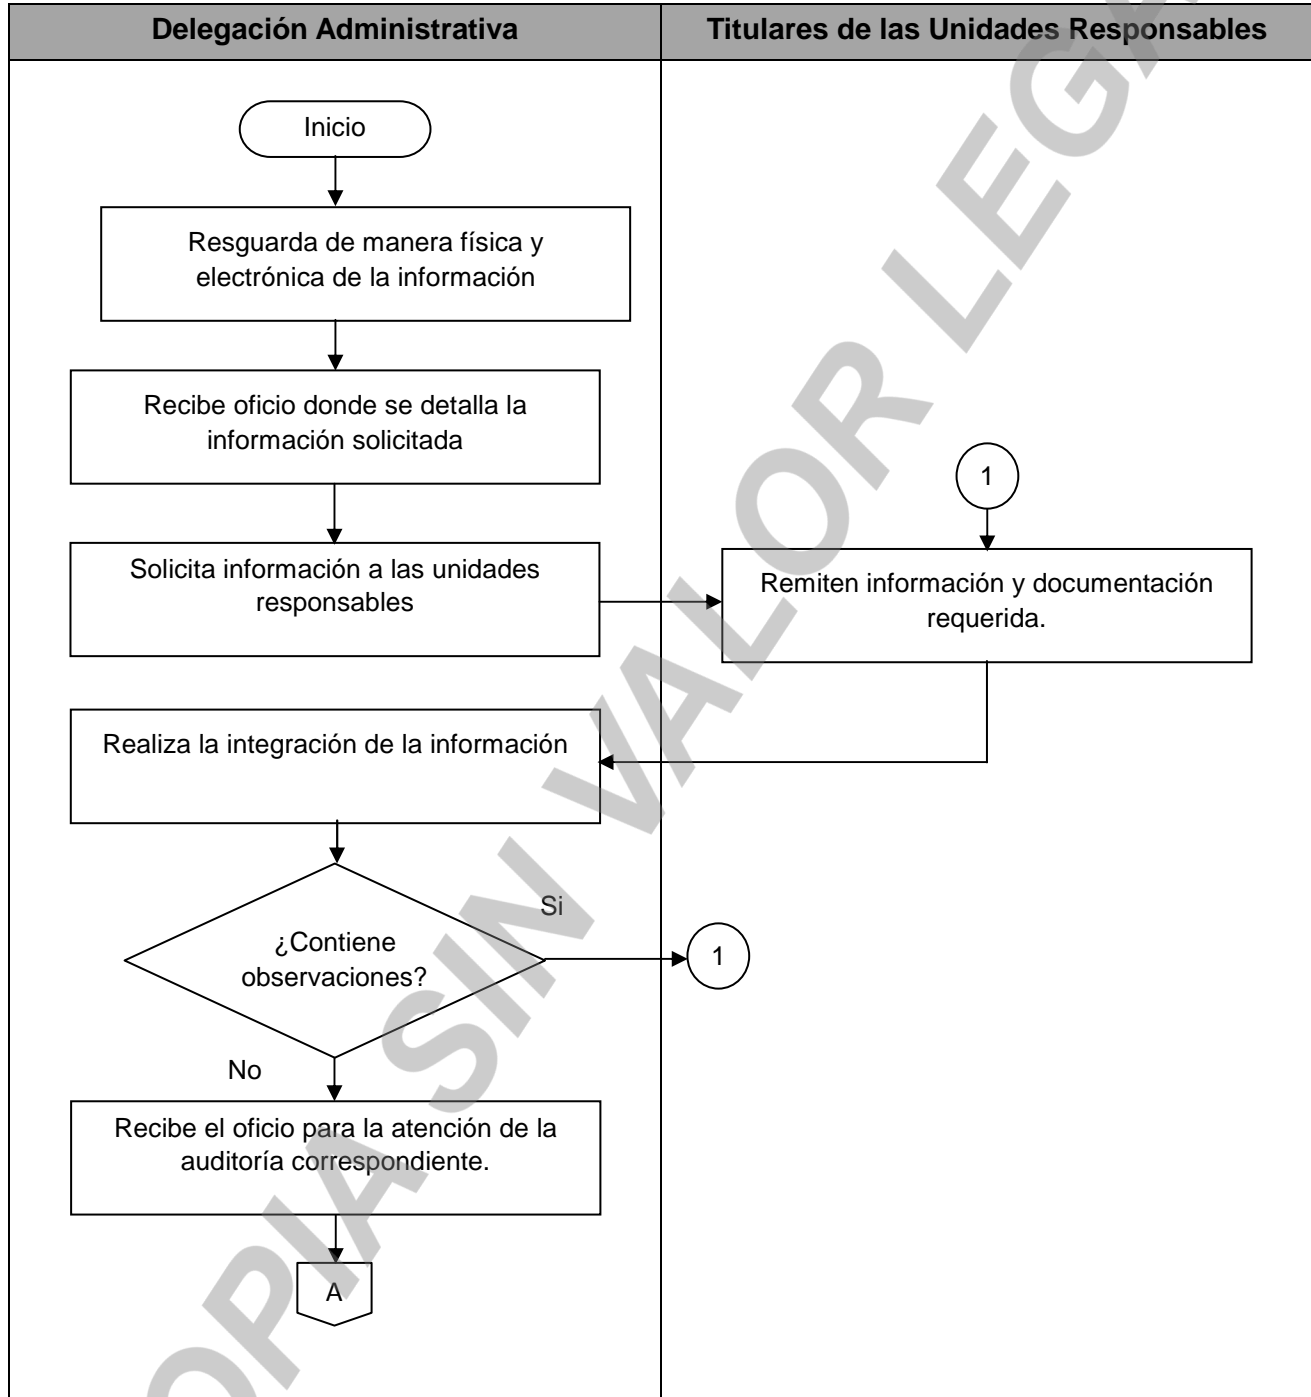 Delegación Administrativa
Titulares de las Unidades Responsables
Inicio
Resguarda de manera física y
electrónica de la información
Recibe oficio donde se detalla la
información solicitada
Solicita información a las unidades
responsables
1
Remiten información y documentación
requerida.
Realiza la integración de la información
¿Contiene
observaciones?
Si
1
No
Recibe el oficio para la atención de la
auditoría correspondiente.
A
OPIA SIN VALOR LEGA